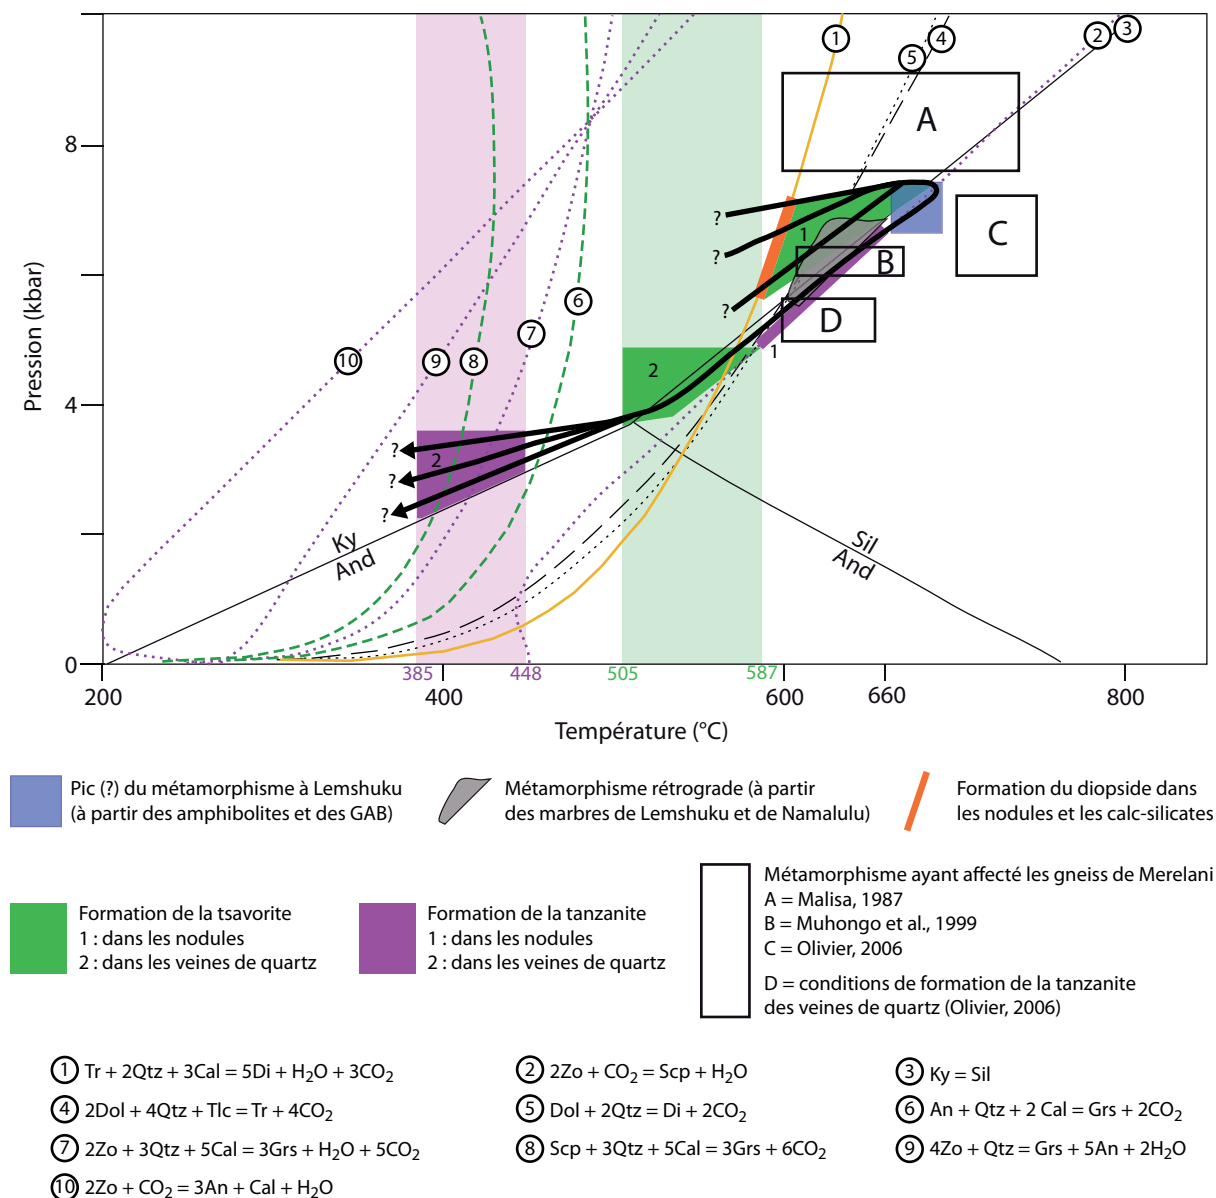 1
4
2
3
5
A
8
Pression (kbar)
?
1
C
?
B
6
7
?
D
10
9
8
2
1
4
?
2
?
?
Ky
And
Sil
And
0
385
448
505
587
200
400
600
660
800
Température (°C)
Pic (?) du métamorphisme à Lemshuku
(à partir des amphibolites et des GAB)
Métamorphisme rétrograde (à partir
des marbres de Lemshuku et de Namalulu)
Formation du diopside dans
les nodules et les calc-silicates
Formation de la tsavorite
1 : dans les nodules
2 : dans les veines de quartz
Formation de la tanzanite
1 : dans les nodules
2 : dans les veines de quartz
Métamorphisme ayant affecté les gneiss de Merelani
A = Malisa, 1987
B = Muhongo et al., 1999
C = Olivier, 2006
D = conditions de formation de la tanzanite
des veines de quartz (Olivier, 2006)
1 Tr + 2Qtz + 3Cal = 5Di + H₂O + 3CO₂
2 2Zo + CO₂ = Scp + H₂O
3 Ky = Sil
4 2Dol + 4Qtz + Tlc = Tr + 4CO₂
5 Dol + 2Qtz = Di + 2CO₂
6 An + Qtz + 2 Cal = Grs + 2CO₂
7 2Zo + 3Qtz + 5Cal = 3Grs + H₂O + 5CO₂
8 Scp + 3Qtz + 5Cal = 3Grs + 6CO₂
9 4Zo + Qtz = Grs + 5An + 2H₂O
10 2Zo + CO₂ = 3An + Cal + H₂O